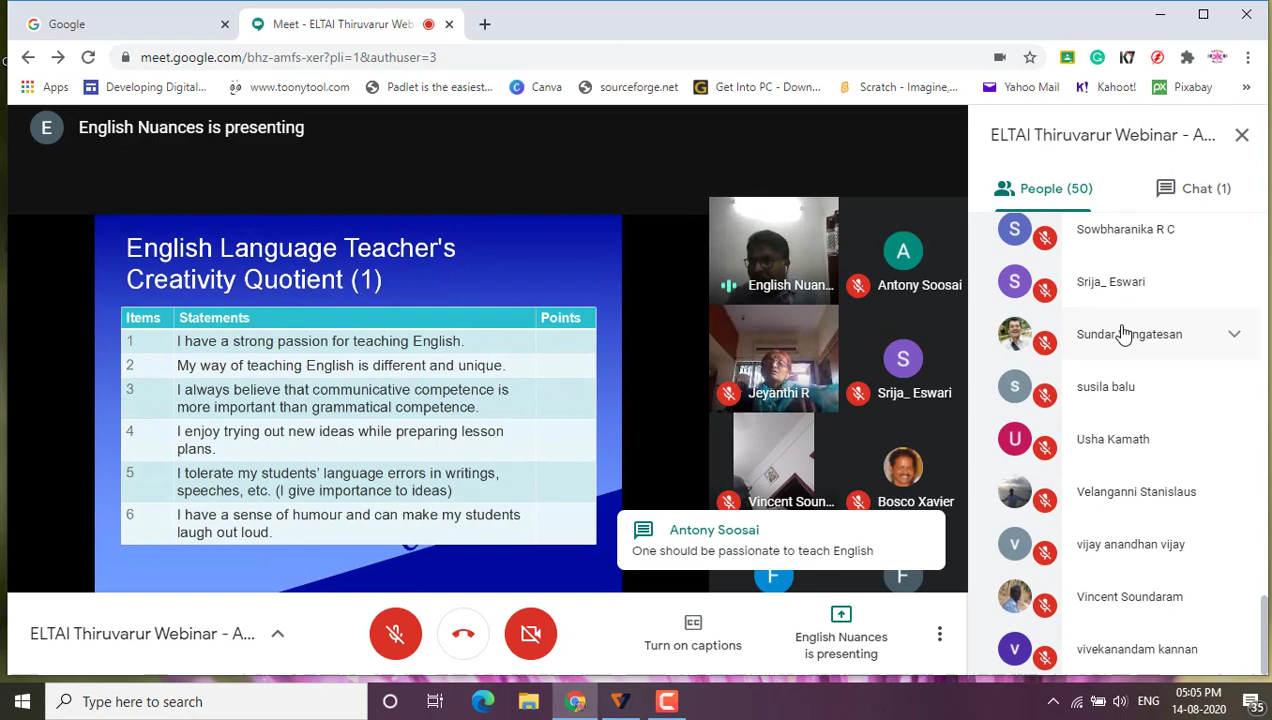 Google
Meet - ELTAI Thiruvarur Web
meet.google.com/bhz-amfs-xer?pli=1&authuser=3
Apps
Developing Digital...
www.tonytool.com
Padlet is the easiest...
Canva
sourceforge.net
Get Into PC - Down...
Scratch - Imagine,...
Yahoo Mail
Kahoot!
Pixabay
»
E
English Nuances is presenting
ELTAI Thiruvarur Webinar - A...
People (50)
Chat (1)
English Language Teacher's
Creativity Quotient (1)
Items Statements Points
1 I have a strong passion for teaching English.
2 My way of teaching English is different and unique.
3 I always believe that communicative competence is
more important than grammatical competence.
4 I enjoy trying out new ideas while preparing lesson
plans.
5 I tolerate my students' language errors in writings,
speeches, etc. (I give importance to ideas)
6 I have a sense of humour and can make my students
laugh out loud.
English Nuan...
A
Antony Soosai
Jeyanthi R
S
Srija_ Eswari
Vincent Soun...
Bosco Xavier
F
F
Antony Soosai
One should be passionate to teach English
S
Sowbharanika R C
S
Srija_ Eswari
Sundar
ngatesan
s
susila balu
U
Usha Kamath
Velanganni Stanislaus
v
vijay anandhan vijay
Vincent Soundaram
v
vivekanandam kannan
ELTAI Thiruvarur Webinar - A...
Turn on captions
English Nuances
is presenting
Type here to search
ENG
05:05 PM
14-08-2020
35